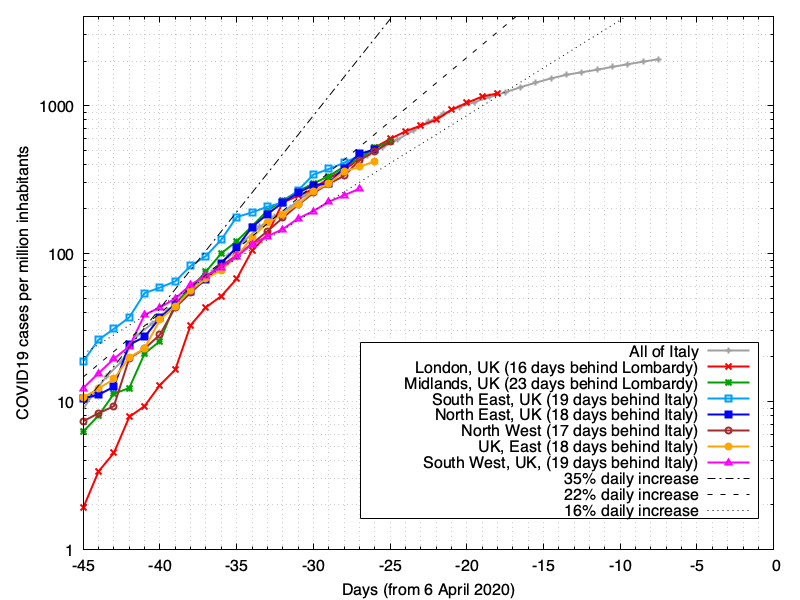 1000
100
10
1
COVID19 cases per million inhabitants
All of Italy
London, UK (16 days behind Lombardy)
Midlands, UK (23 days behind Lombardy)
South East, UK (19 days behind Italy)
North East, UK (18 days behind Italy)
North West (17 days behind Italy)
UK, East (18 days behind Italy)
South West, UK, (19 days behind Italy)
35% daily increase
22% daily increase
16% daily increase
-45 -40 -35 -30 -25 -20 -15 -10 -5 0
Days (from 6 April 2020)